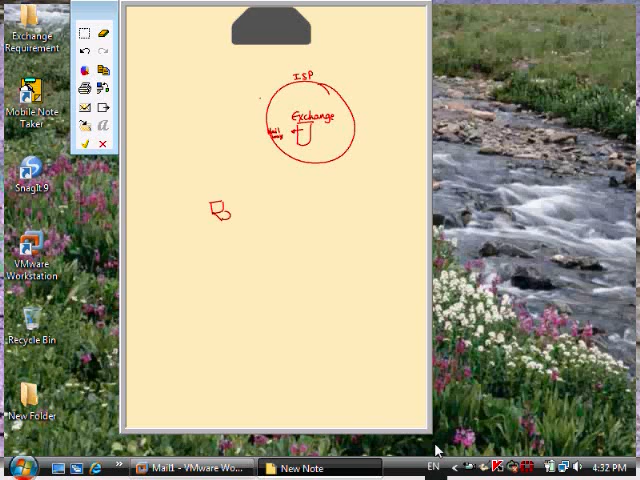 Exchange
Requirement
Mobile Note
Taker
SnagIt 9
VMware
Workstation
Recycle Bin
New Folder
ISP
Exchange
Mail1 - VMware Wo...
New Note
EN
4:32 PM